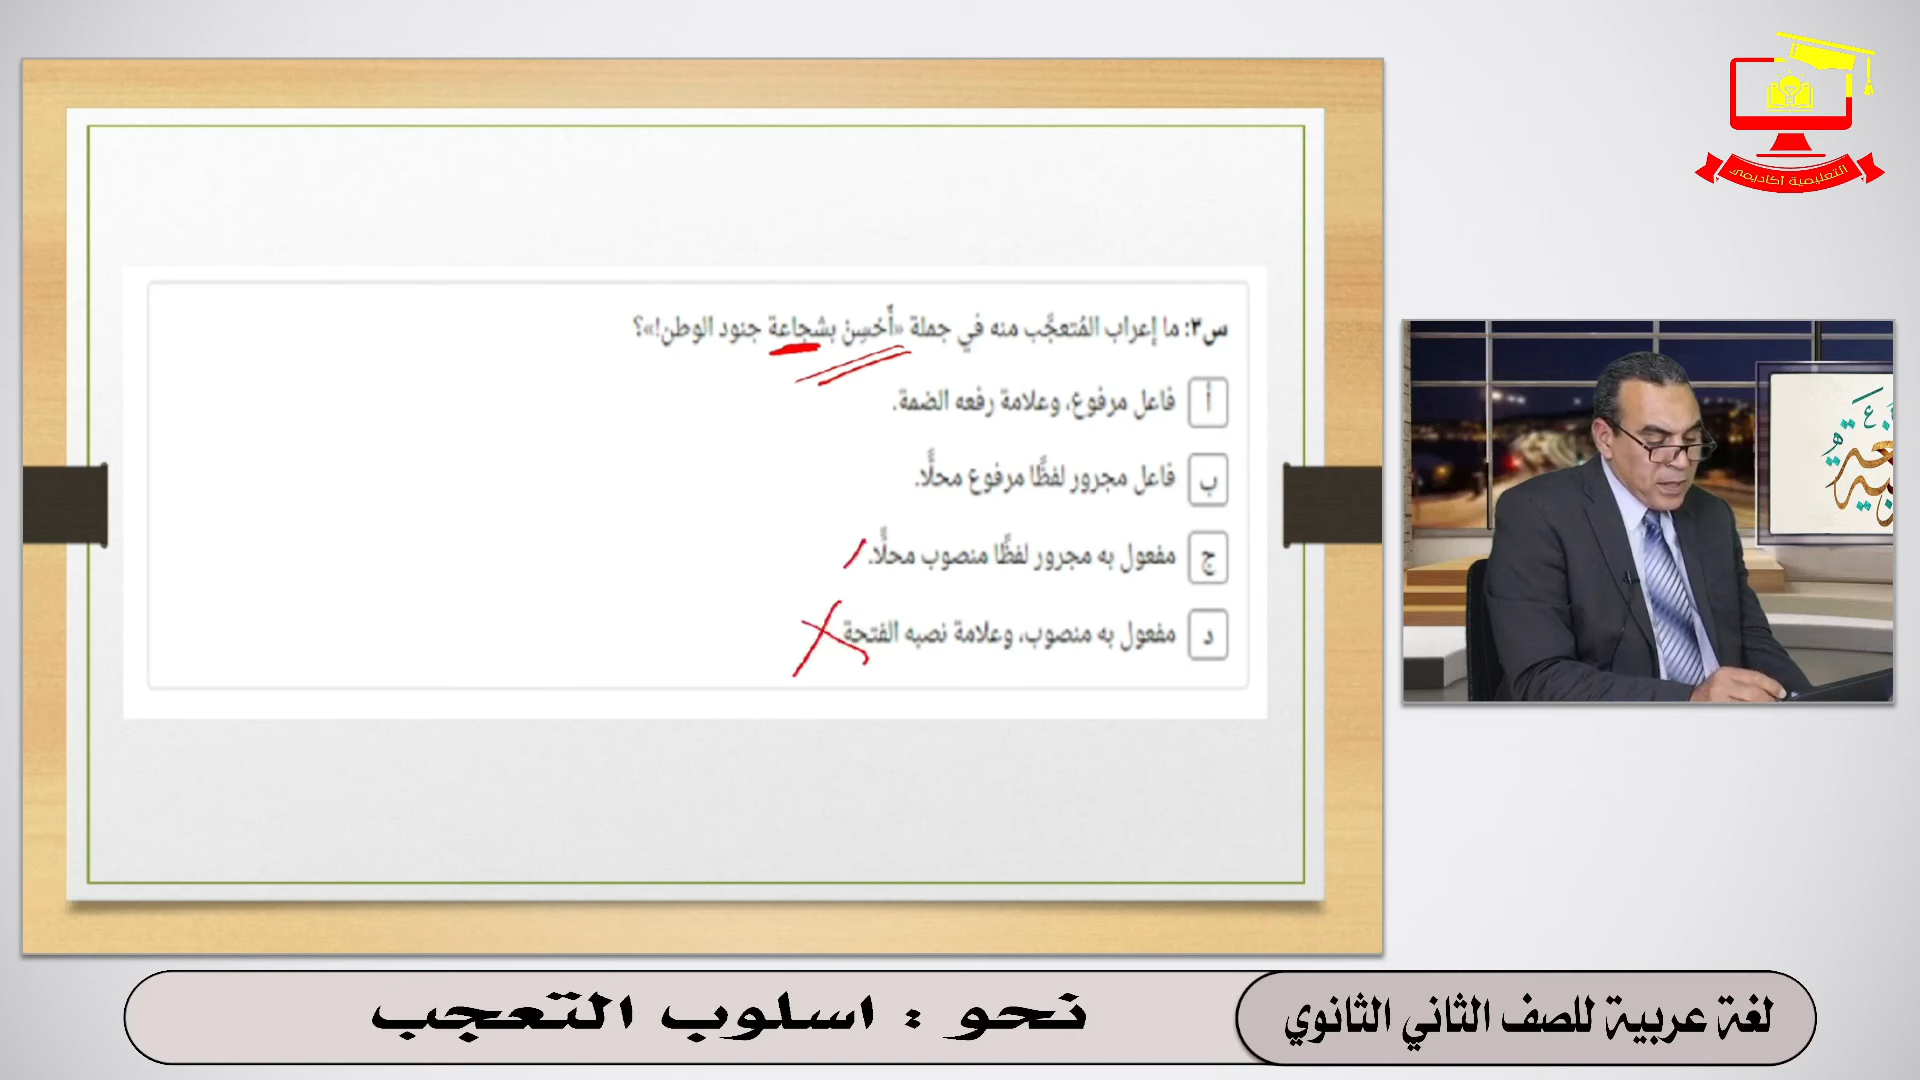 التعليمية أكاديمي
س٣: ما إعراب المُتعجَّب منه في جملة «أَحْسِنْ بشجاعة جنود الوطن!»؟
أ فاعل مرفوع، وعلامة رفعه الضمة.
ب فاعل مجرور لفظًا مرفوع محلًّا.
ج مفعول به مجرور لفظًا منصوب محلًّا.
د مفعول به منصوب، وعلامة نصبه الفتحة
لغة عربية للصف الثاني الثانوي
نحو : اسلوب التعجب